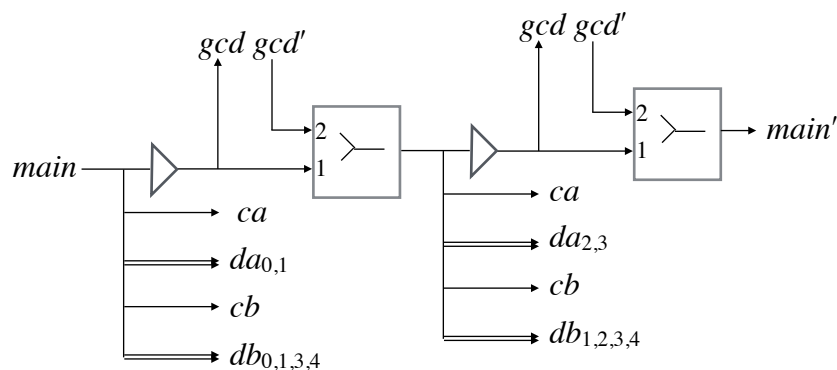 gcd gcd′
gcd gcd′
2
1
2
1
main
main′
ca
da₀,₁
cb
db₀,₁,₃,₄
ca
da₂,₃
cb
db₁,₂,₃,₄